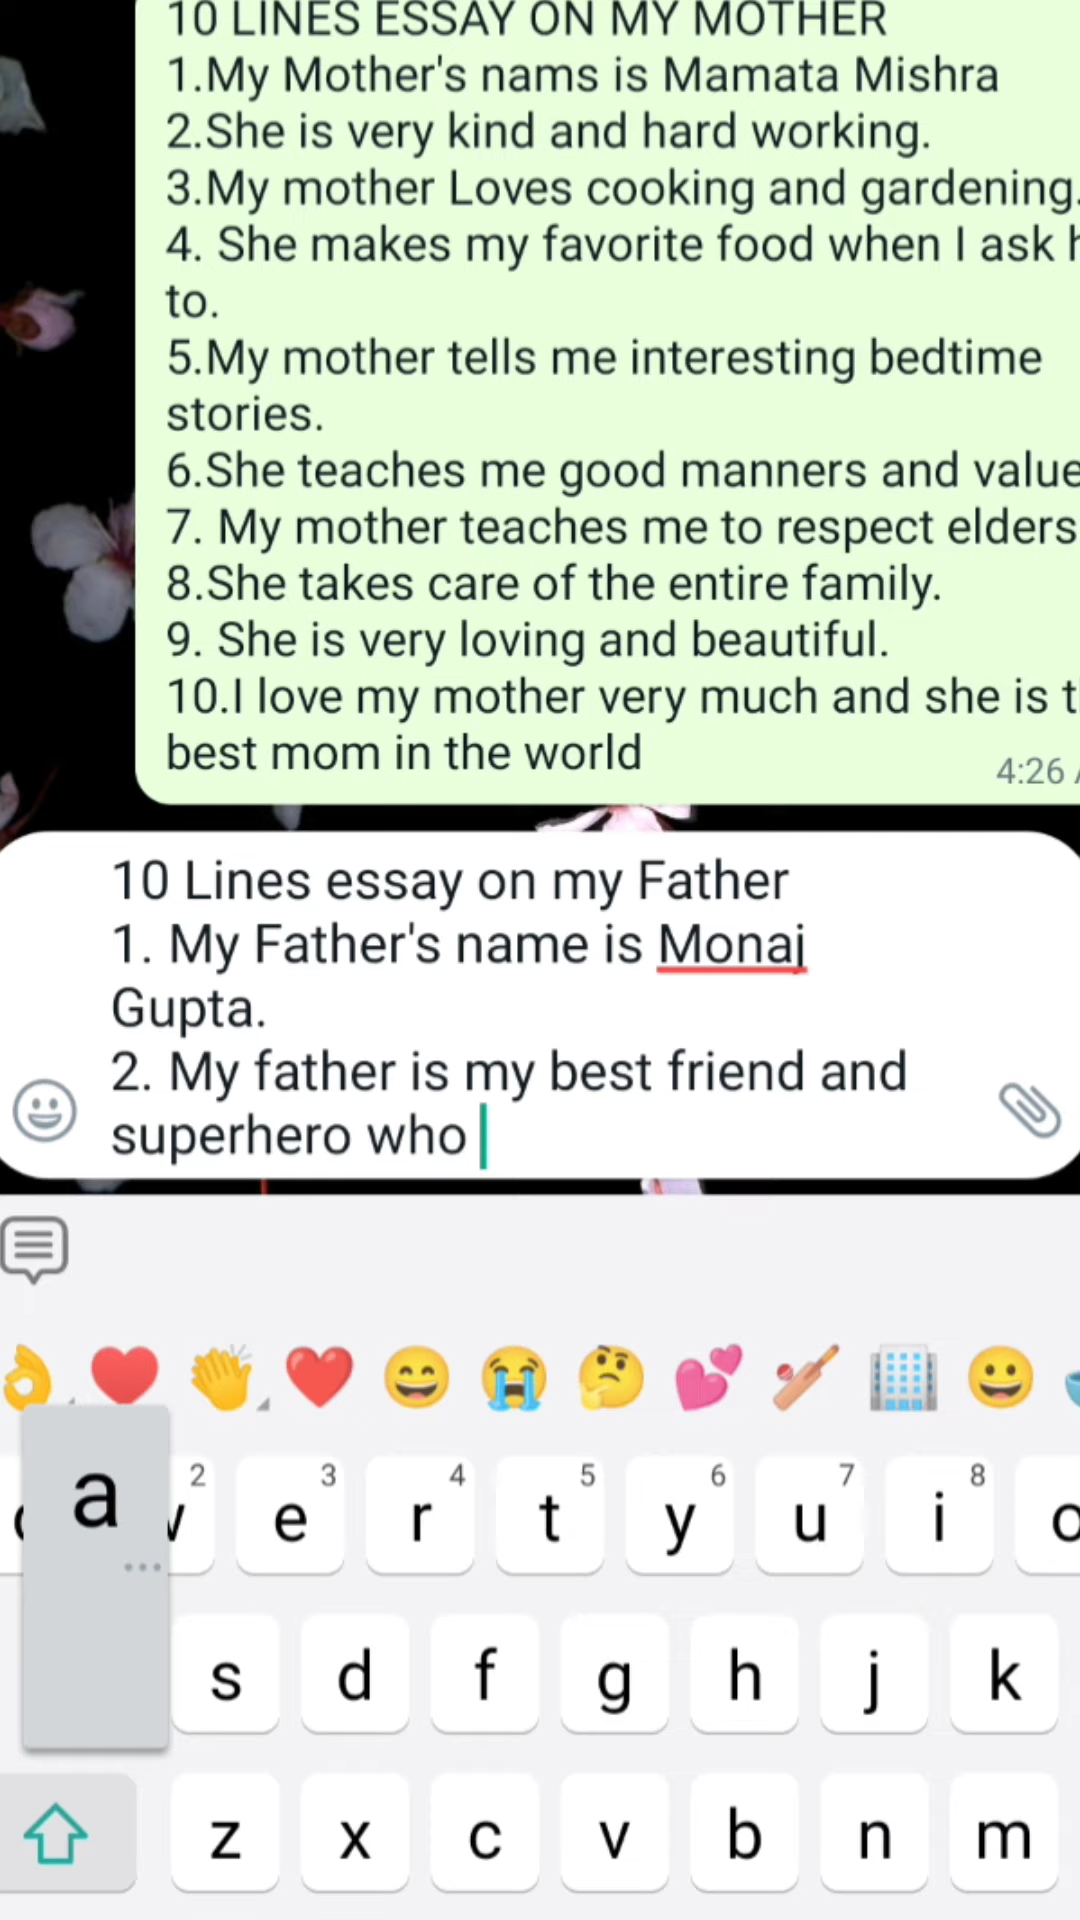 10 LINES ESSAY ON MY MOTHER
1.My Mother's nams is Mamata Mishra
2.She is very kind and hard working.
3.My mother Loves cooking and gardening.
4. She makes my favorite food when I ask
to.
5.My mother tells me interesting bedtime
stories.
6.She teaches me good manners and value
7. My mother teaches me to respect elders
8.She takes care of the entire family.
9. She is very loving and beautiful.
10.I love my mother very much and she is
best mom in the world
4:26
10 Lines essay on my Father
1. My Father's name is Monaj
Gupta.
2. My father is my best friend and
superhero who
2 3 4 5 6 7 8
a e r t y u i o
s d f g h j k
z x c v b n m